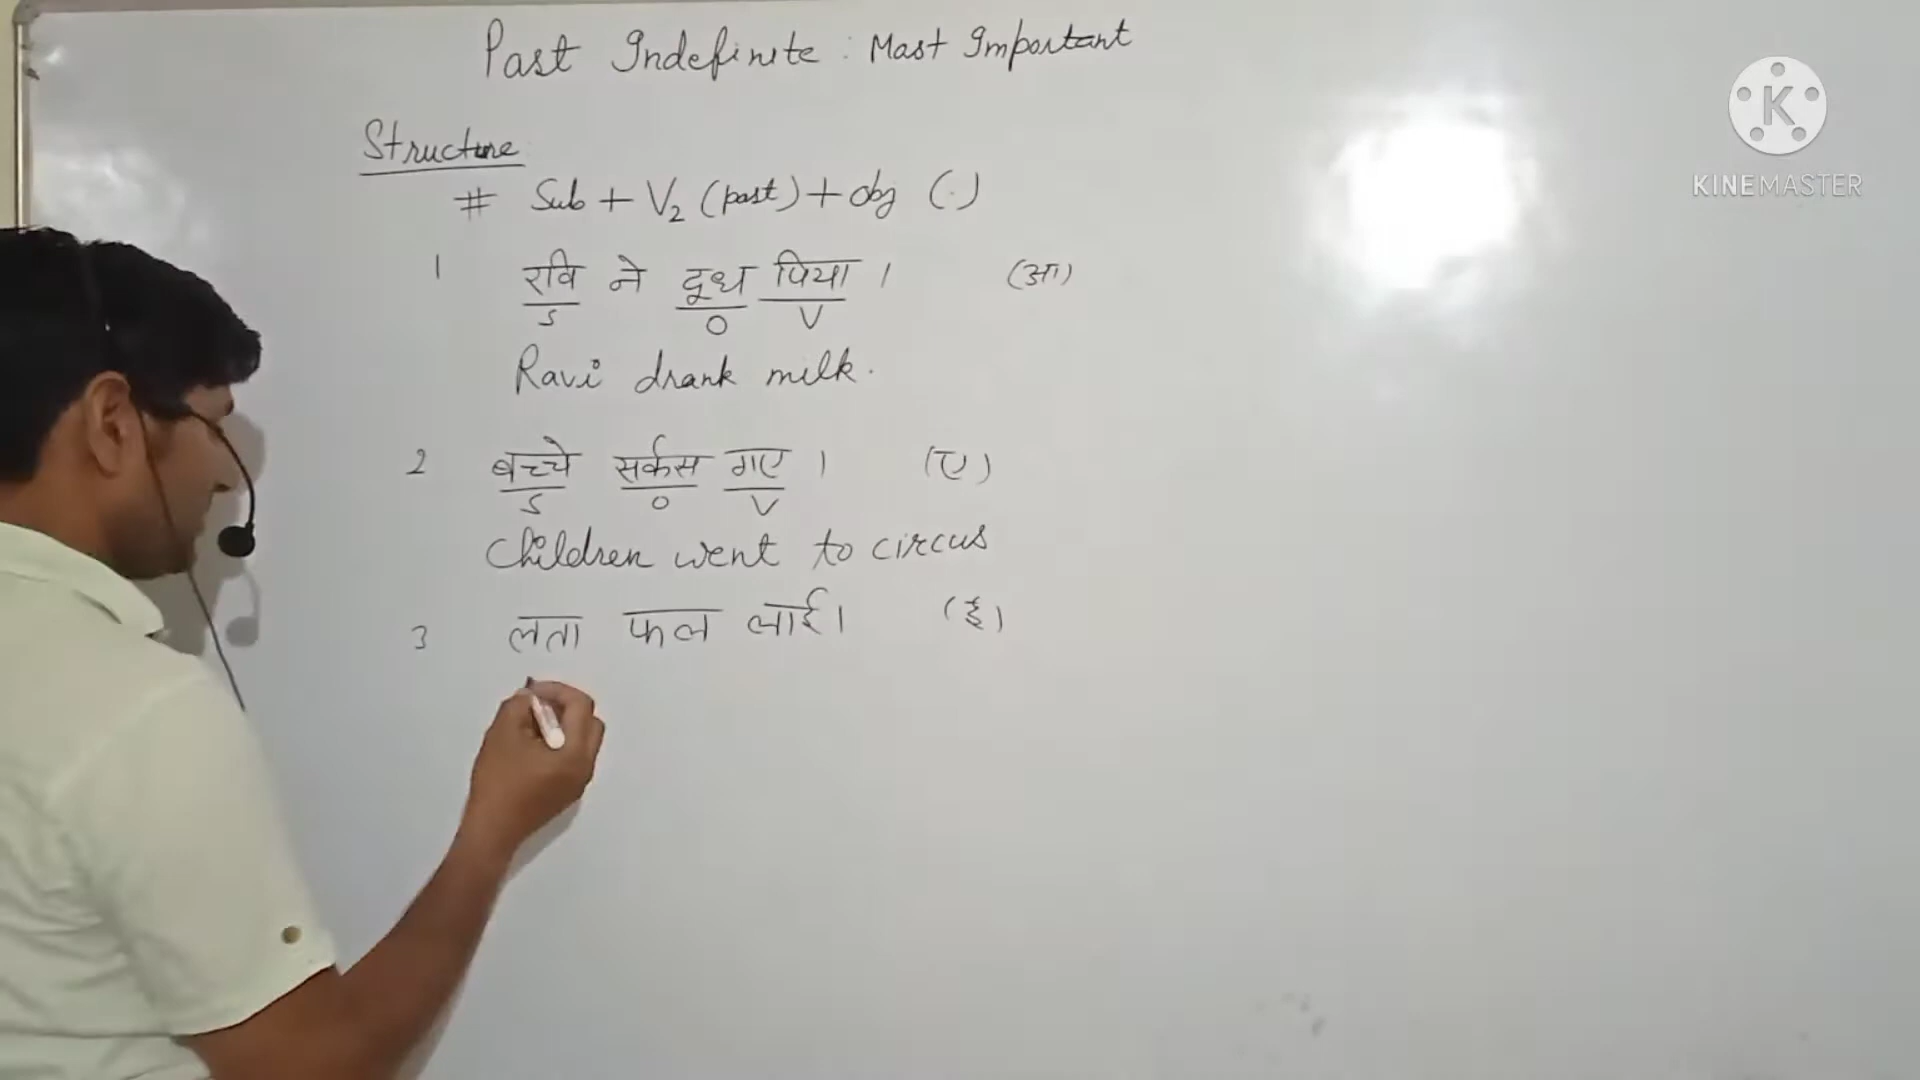 Past Indefinite : Mast Important
KINEMASTER
Structure
# Sub + V2 (past) + obj (.)
1 रवि ने दूध पिया । (आ)
S O V
Ravi drank milk.
2 बच्चे सर्कस गए । (ए)
S O V
Children went to circus
3 लता फल लाई। (ई)